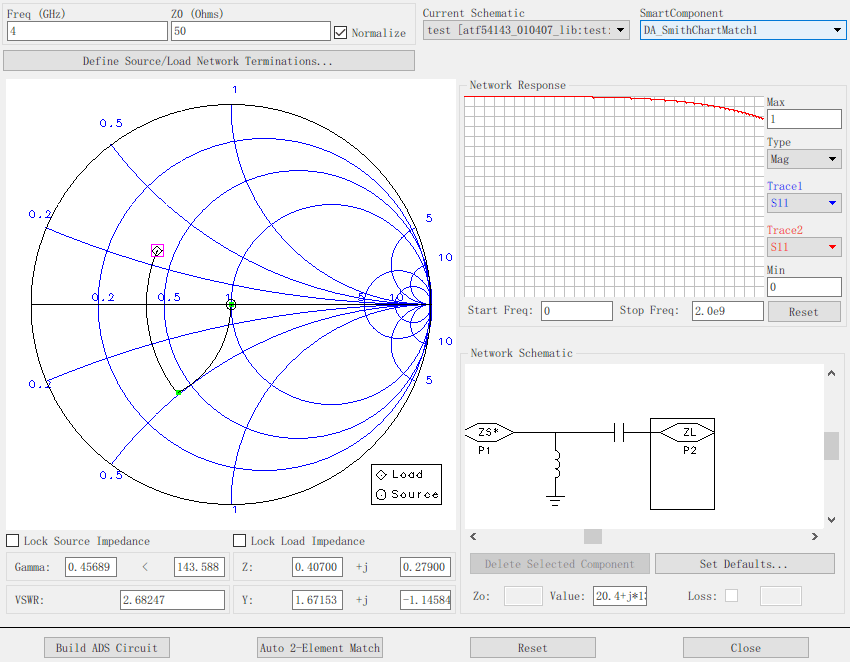 Freq (GHz)
Z0 (Ohms)
4
50
Normalize
Current Schematic
SmartComponent
test [atf54143_010407_lib:test:
DA_SmithChartMatch1
Define Source/Load Network Terminations...
1
0.5
0.2
5
10
0.2
0.5
1
5
10
10
5
0.2
0.5
1
Load
Source
Network Response
Max
1
Type
Mag
Trace1
S11
Trace2
S11
Min
0
Start Freq:
0
Stop Freq:
2.0e9
Reset
Network Schematic
ZS*
P1
ZL
P2
Lock Source Impedance
Lock Load Impedance
Gamma:
0.45689
<
143.588
Z:
0.40700
+j
0.27900
VSWR:
2.68247
Y:
1.67153
+j
-1.14584
Delete Selected Component
Set Defaults...
Zo:
Value:
20.4+j*1
Loss:
Build ADS Circuit
Auto 2-Element Match
Reset
Close